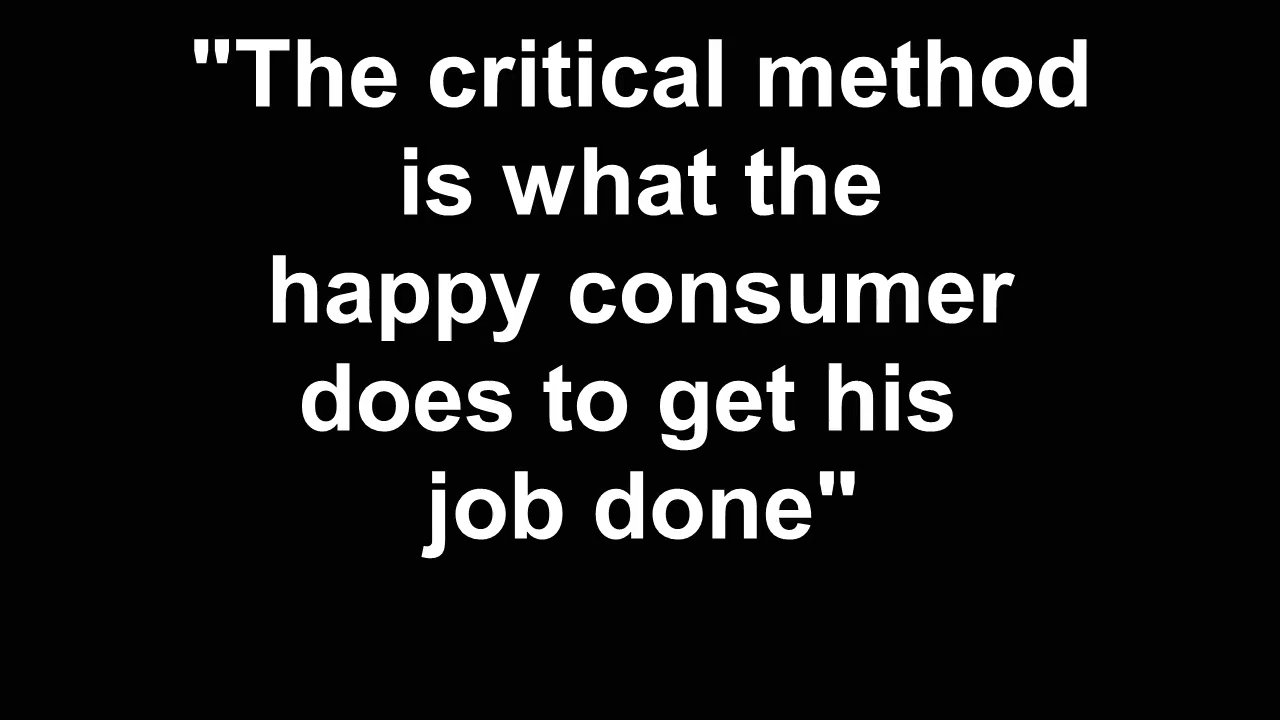 "The critical method
is what the
happy consumer
does to get his
job done"